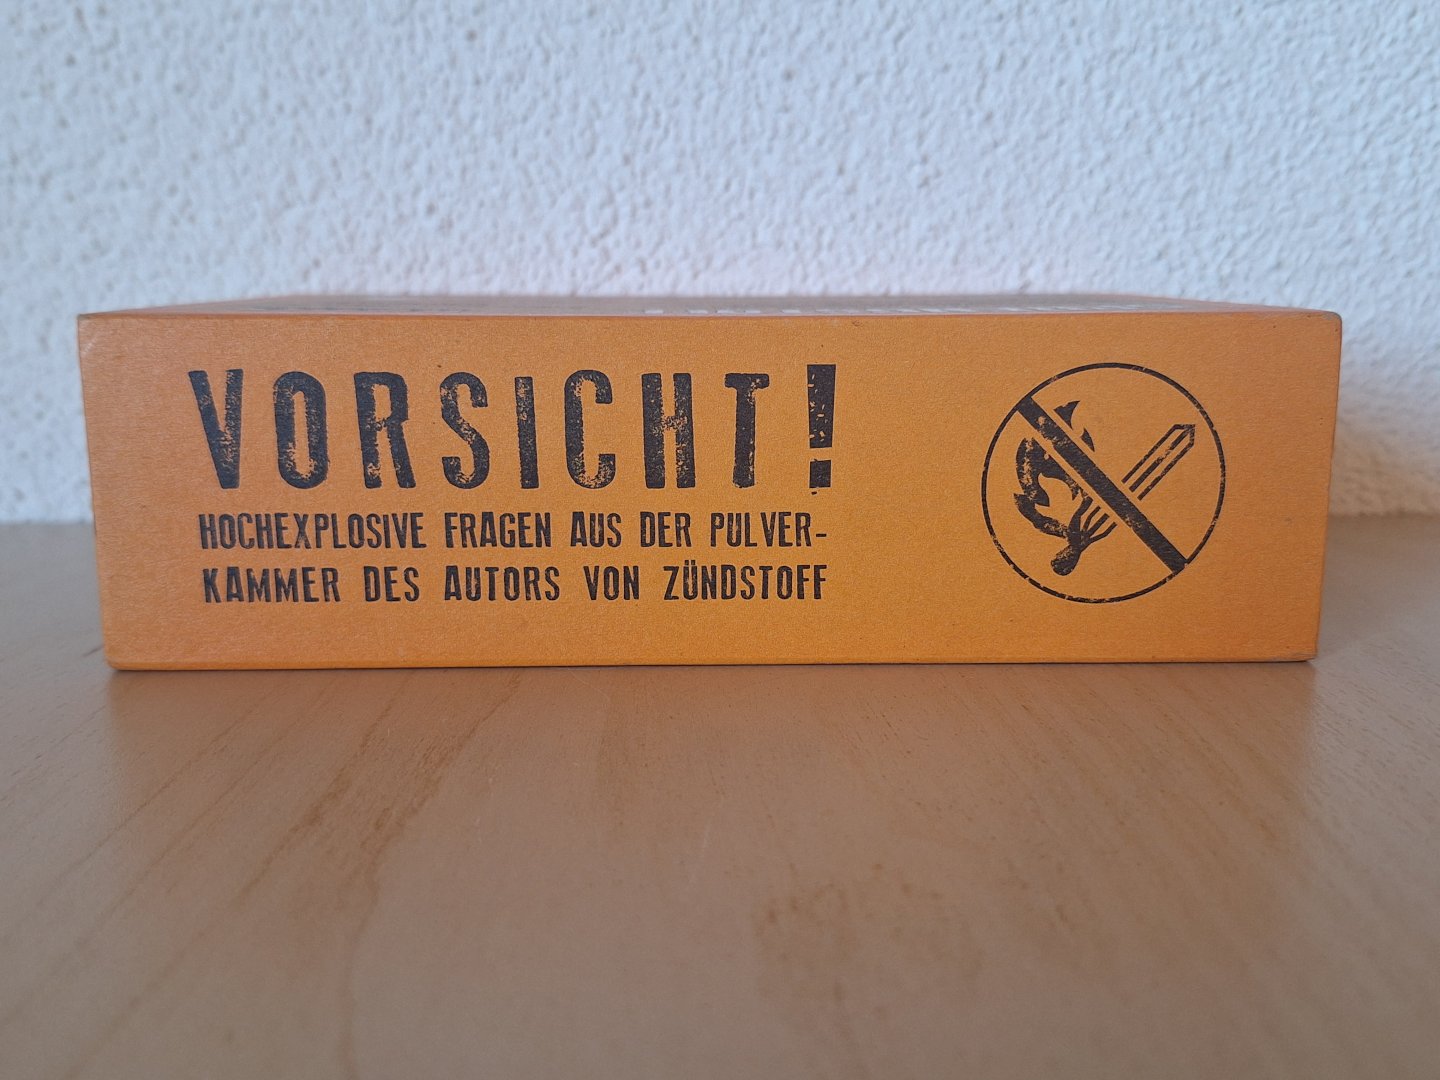 VORSICHT!
HOCHEXPLOSIVE FRAGEN AUS DER PULVER-
KAMMER DES AUTORS VON ZÜNDSTOFF